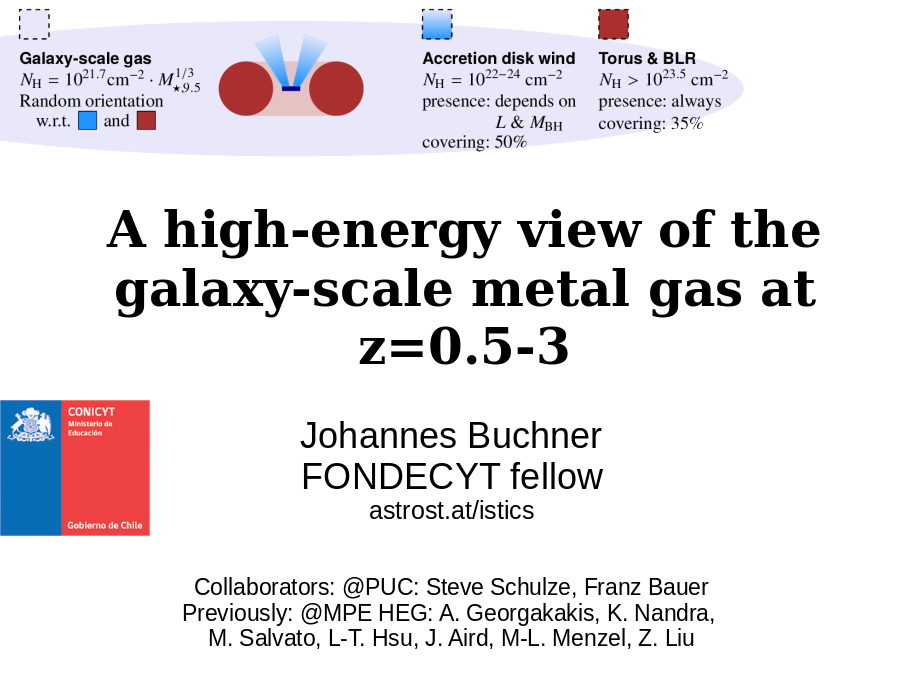 Galaxy-scale gas
N_H = 10^21.7 cm^−2 · M_⋆,9.5^1/3
Random orientation
w.r.t. and
Accretion disk wind
N_H = 10^22−24 cm^−2
presence: depends on
L & M_BH
covering: 50%
Torus & BLR
N_H > 10^23.5 cm^−2
presence: always
covering: 35%
A high-energy view of the
galaxy-scale metal gas at
z=0.5-3
CONICYT
Ministerio de
Educación
Gobierno de Chile
Johannes Buchner
FONDECYT fellow
astrost.at/istics
Collaborators: @PUC: Steve Schulze, Franz Bauer
Previously: @MPE HEG: A. Georgakakis, K. Nandra,
M. Salvato, L-T. Hsu, J. Aird, M-L. Menzel, Z. Liu